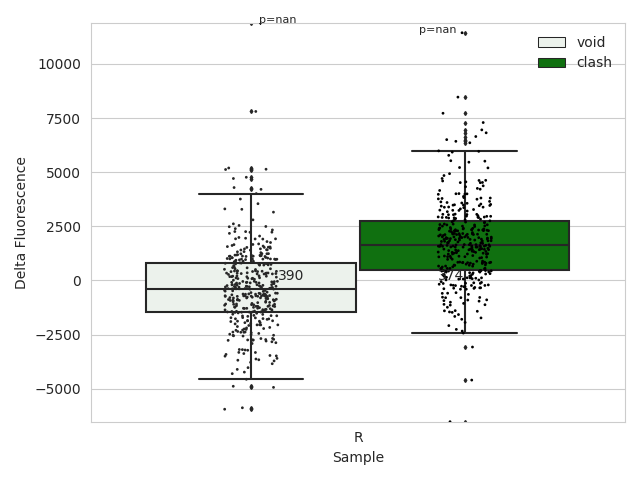 p=nan
p=nan
void
clash
10000
7500
5000
2500
0
−2500
−5000
Delta Fluorescence
390
R
Sample